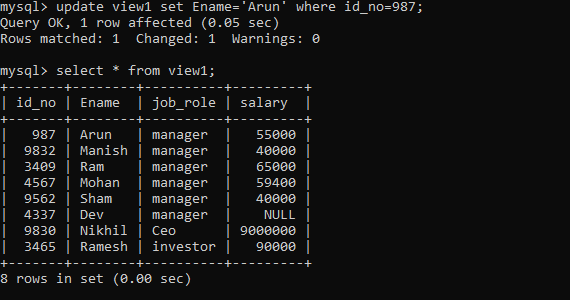 mysql> update view1 set Ename='Arun' where id_no=987;
Query OK, 1 row affected (0.05 sec)
Rows matched: 1  Changed: 1  Warnings: 0

mysql> select * from view1;
+-------+--------+----------+---------+
| id_no | Ename  | job_role | salary  |
+-------+--------+----------+---------+
|   987 | Arun   | manager  |   55000 |
|  9832 | Manish | manager  |   40000 |
|  3409 | Ram    | manager  |   65000 |
|  4567 | Mohan  | manager  |   59400 |
|  9562 | Sham   | manager  |   40000 |
|  4337 | Dev    | manager  |    NULL |
|  9830 | Nikhil | Ceo      | 9000000 |
|  3465 | Ramesh | investor |   90000 |
+-------+--------+----------+---------+
8 rows in set (0.00 sec)